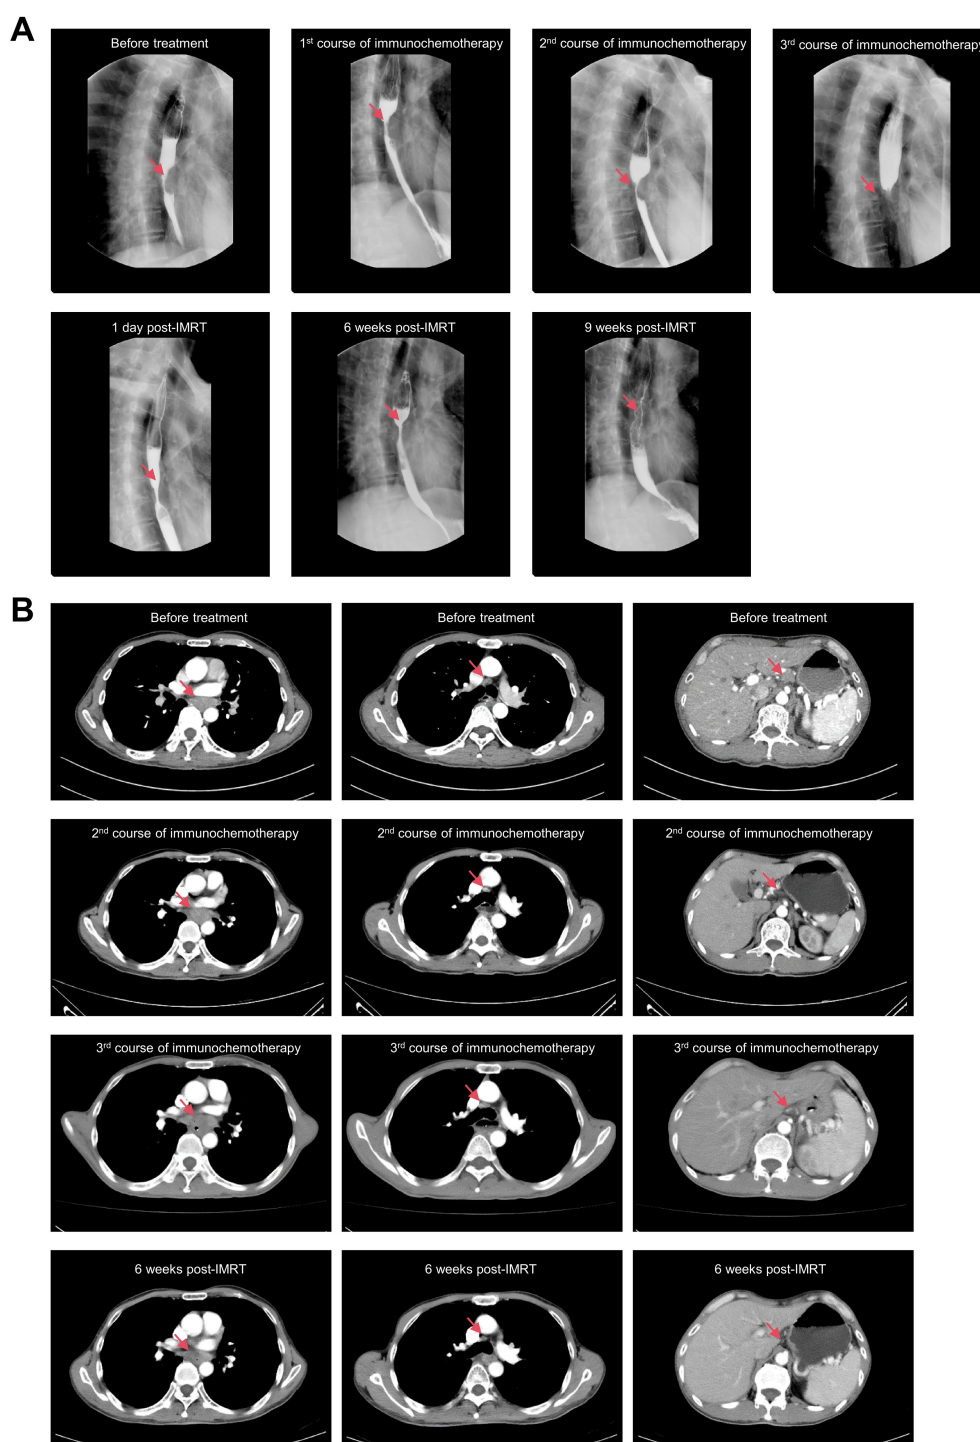 A
Before treatment
1st course of immunochemotherapy
2nd course of immunochemotherapy
3rd course of immunochemotherapy
1 day post-IMRT
6 weeks post-IMRT
9 weeks post-IMRT
B
Before treatment
Before treatment
Before treatment
2nd course of immunochemotherapy
2nd course of immunochemotherapy
2nd course of immunochemotherapy
3rd course of immunochemotherapy
3rd course of immunochemotherapy
3rd course of immunochemotherapy
6 weeks post-IMRT
6 weeks post-IMRT
6 weeks post-IMRT